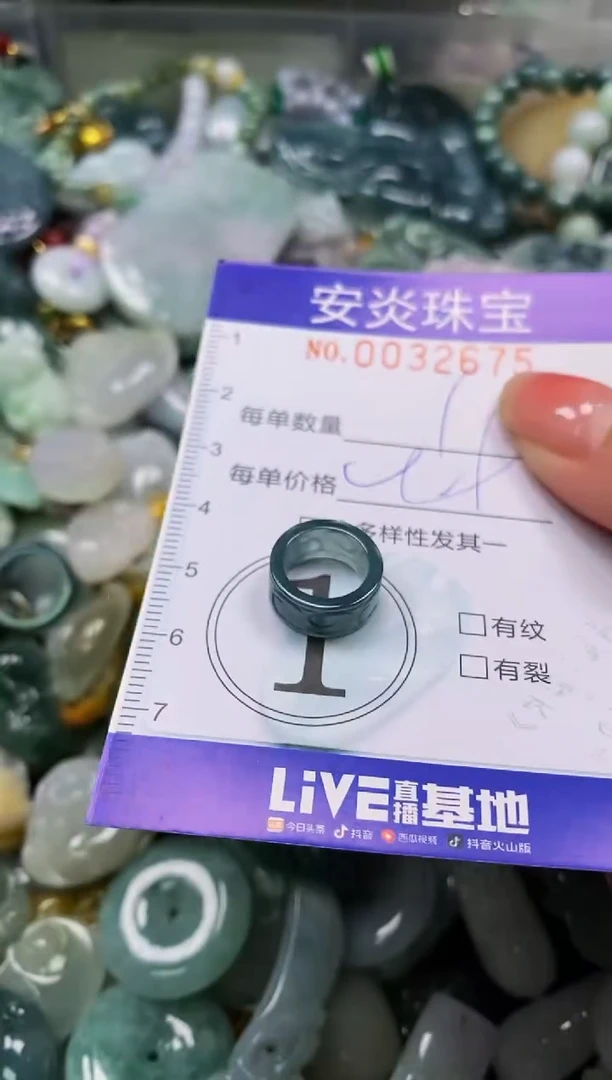 安炎珠宝
NO.0032675
1
2
每单数量
3
每单价格
4
多样性发其一
5
1
6
有纹
有裂
7
LiVE直播基地
今日头条 抖音 西瓜视频 抖音火山版